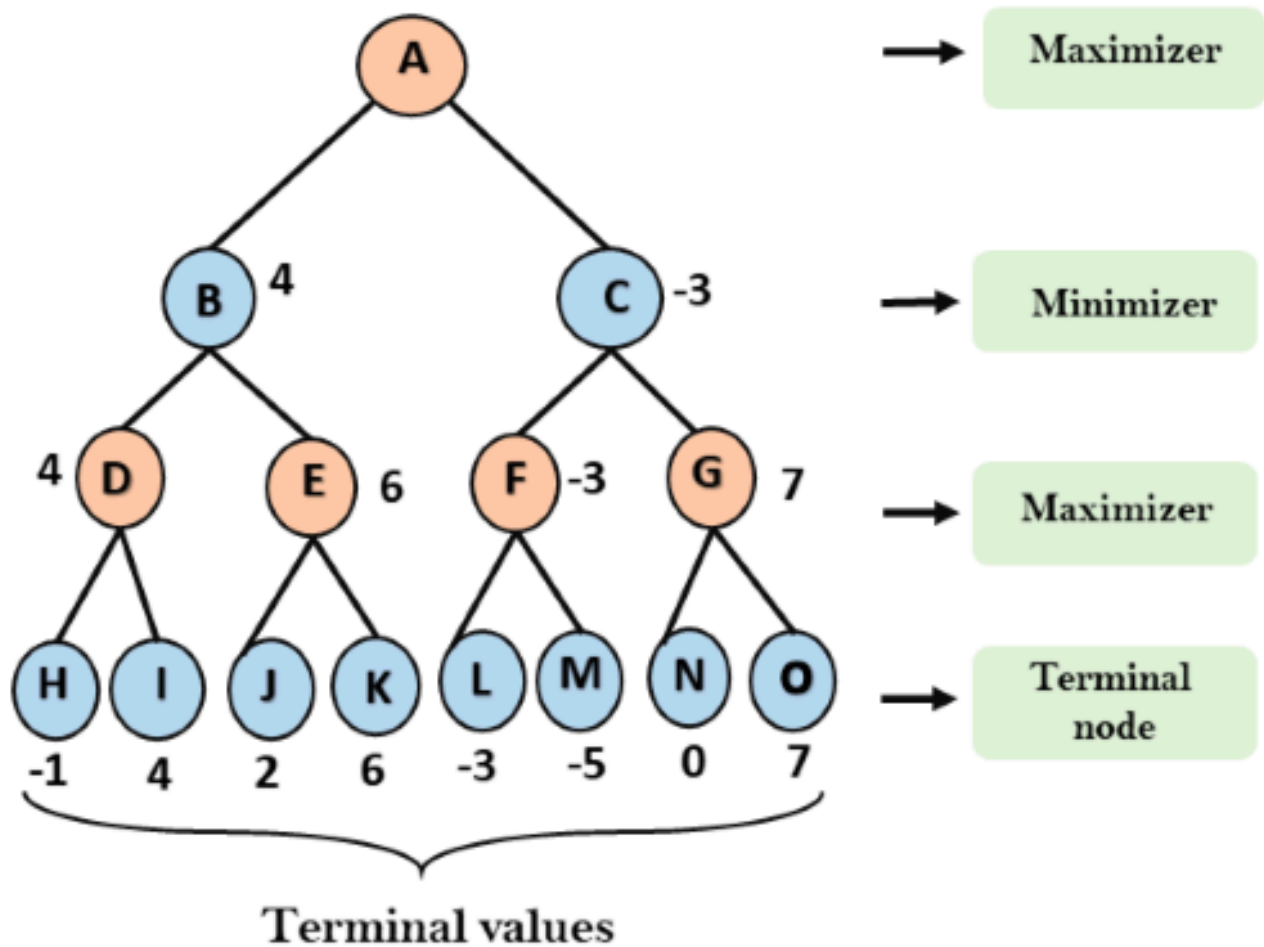 A
Maximizer
B 4
C -3
Minimizer
4 D
E 6
F -3
G 7
Maximizer
H I J K L M N O
Terminal
node
-1 4 2 6 -3 -5 0 7
Terminal values